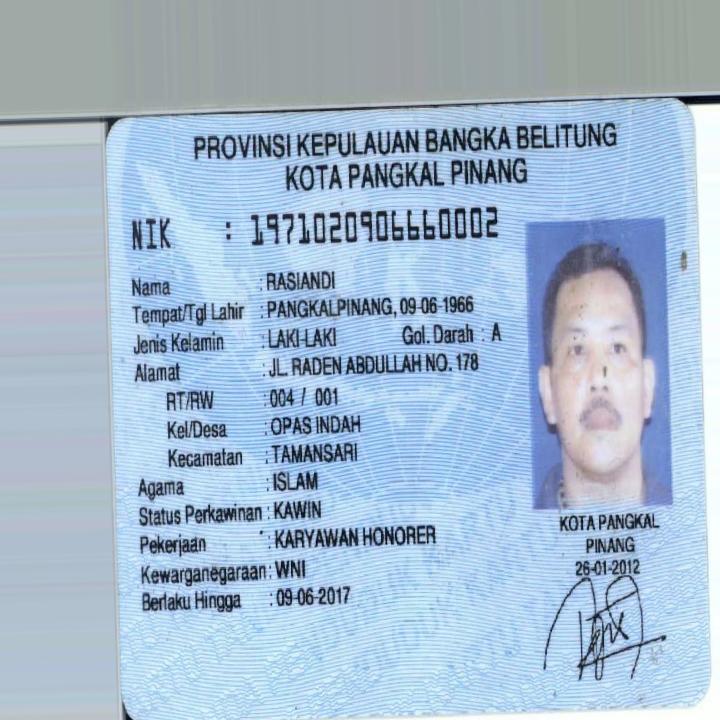 PROVINSI KEPULAUAN BANGKA BELITUNG
KOTA PANGKAL PINANG
NIK : 1971020906660002
Nama : RASIANDI
Tempat/Tgl Lahir : PANGKALPINANG, 09-06-1966
Jenis Kelamin : LAKI-LAKI Gol. Darah : A
Alamat : JL. RADEN ABDULLAH NO. 178
RT/RW : 004 / 001
Kel/Desa : OPAS INDAH
Kecamatan : TAMANSARI
Agama : ISLAM
Status Perkawinan : KAWIN
Pekerjaan : KARYAWAN HONORER
Kewarganegaraan : WNI
Berlaku Hingga : 09-06-2017
KOTA PANGKAL
PINANG
26-01-2012